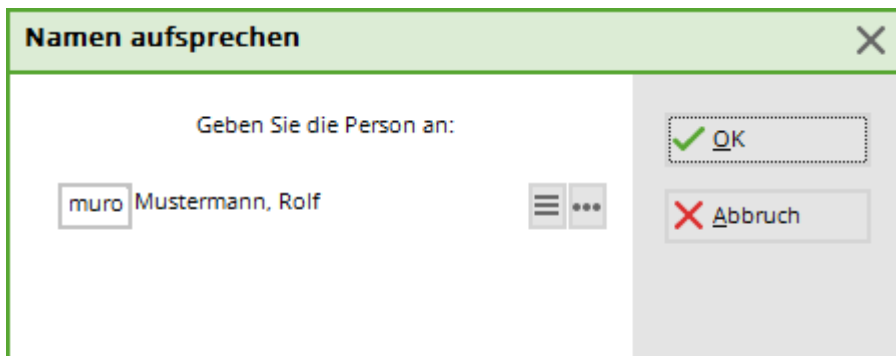 Namen aufsprechen
Geben Sie die Person an:
muro Mustermann, Rolf
OK
Abbruch